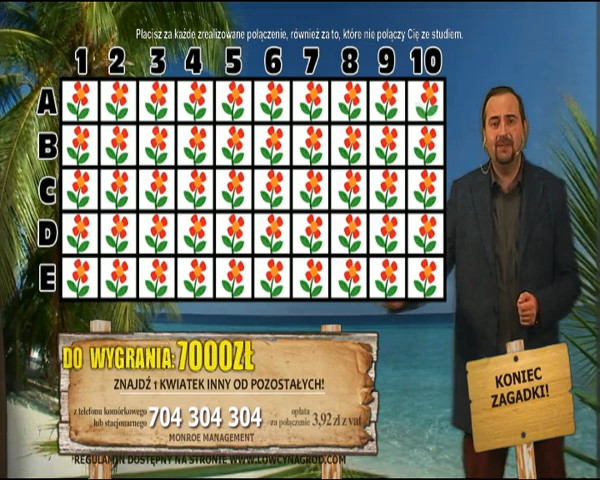 Płacisz za każde zrealizowane połączenie, również za to, które nie połączy Cię ze studiem.
1 2 3 4 5 6 7 8 9 10
A
B
C
D
E
DO WYGRANIA: 7000ZŁ
ZNAJDŹ 1 KWIATEK INNY OD POZOSTAŁYCH!
z telefonu komórkowego
lub stacjonarnego
704 304 304
opłata
za połączenie 3,92 zł z vat
MONROE MANAGEMENT
REGULAMIN DOSTĘPNY NA STRONIE WWW.LOWCYNAGROD.COM
KONIEC
ZAGADKI!